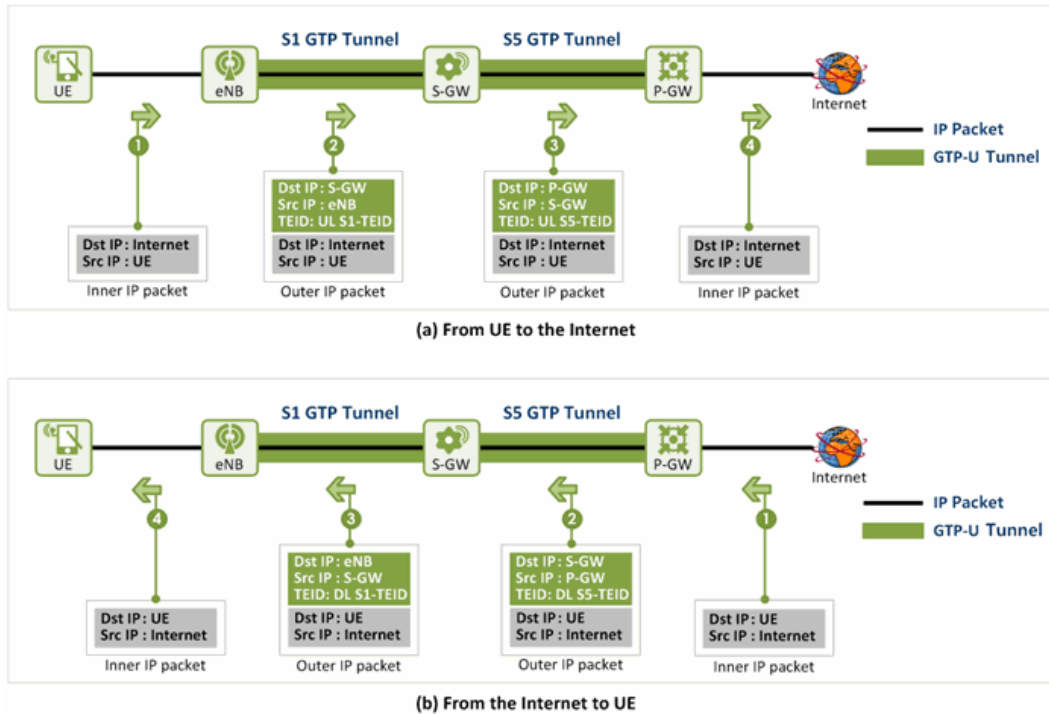 S1 GTP Tunnel
S5 GTP Tunnel
UE
eNB
S-GW
P-GW
Internet
1
2
3
4
IP Packet
GTP-U Tunnel
Dst IP : Internet
Src IP : UE
Inner IP packet
Dst IP : S-GW
Src IP : eNB
TEID: UL S1-TEID
Dst IP : Internet
Src IP : UE
Outer IP packet
Dst IP : P-GW
Src IP : S-GW
TEID: UL S5-TEID
Dst IP : Internet
Src IP : UE
Outer IP packet
Dst IP : Internet
Src IP : UE
Inner IP packet
(a) From UE to the Internet
S1 GTP Tunnel
S5 GTP Tunnel
UE
eNB
S-GW
P-GW
Internet
4
3
2
1
IP Packet
GTP-U Tunnel
Dst IP : UE
Src IP : Internet
Inner IP packet
Dst IP : eNB
Src IP : S-GW
TEID: DL S1-TEID
Dst IP : UE
Src IP : Internet
Outer IP packet
Dst IP : S-GW
Src IP : P-GW
TEID: DL S5-TEID
Dst IP : UE
Src IP : Internet
Outer IP packet
Dst IP : UE
Src IP : Internet
Inner IP packet
(b) From the Internet to UE